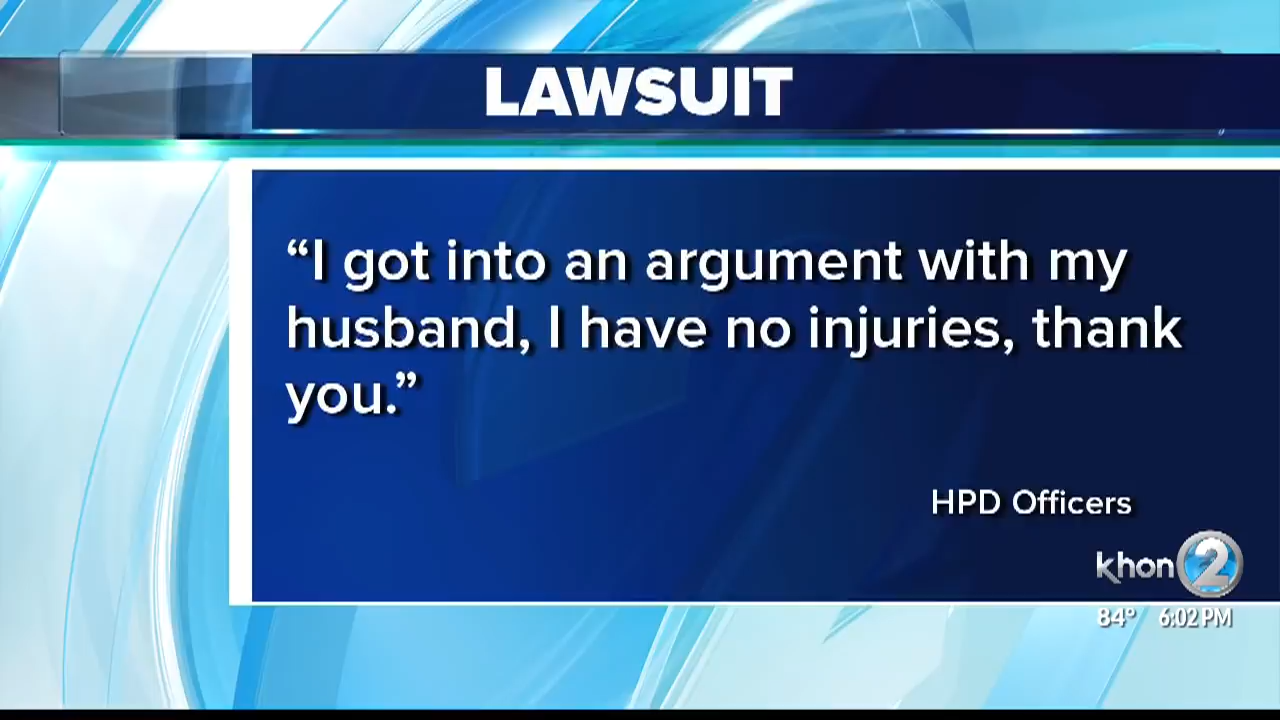 LAWSUIT
“I got into an argument with my
husband, I have no injuries, thank
you.”
HPD Officers
khon 2
84° 6:02 PM